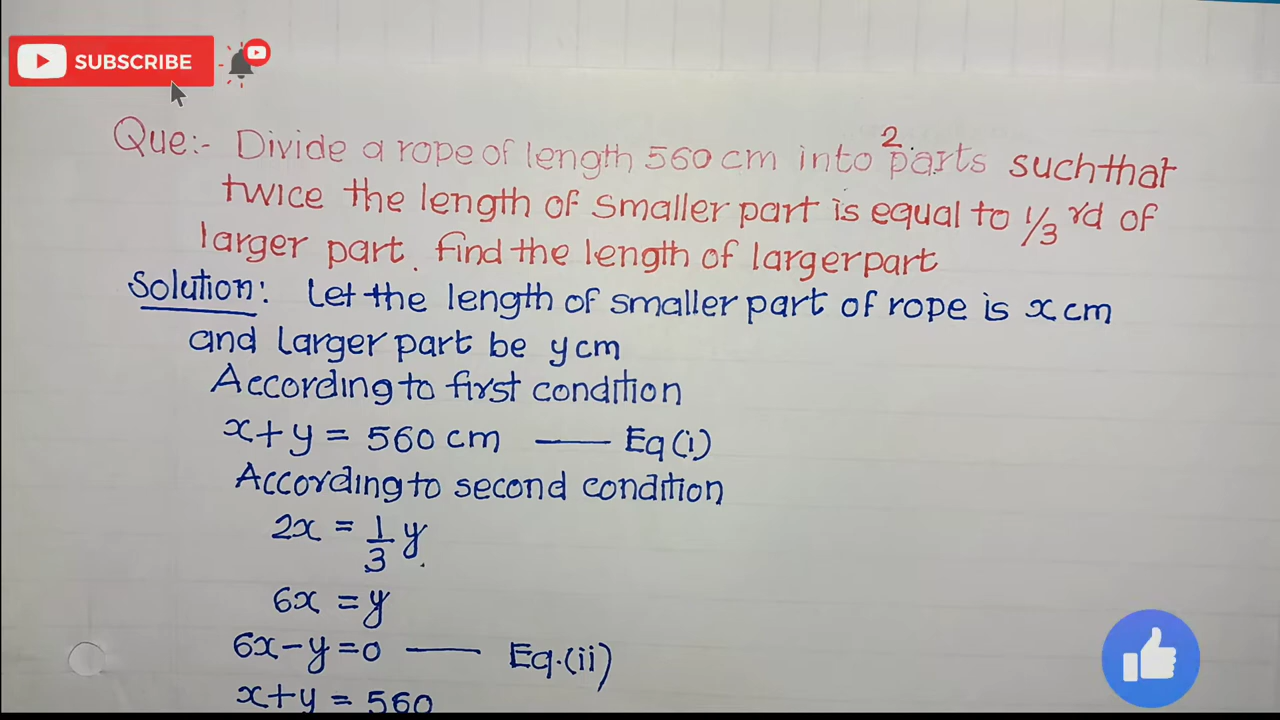 SUBSCRIBE
Que:- Divide a rope of length 560 cm into 2 parts such that
twice the length of smaller part is equal to 1/3 rd of
larger part. Find the length of larger part
Solution: Let the length of smaller part of rope is x cm
and larger part be y cm
According to first condition
x+y = 560 cm —— Eq(i)
According to second condition
2x = 1/3 y
6x = y
6x-y=0 —— Eq.(ii)
x+y = 560